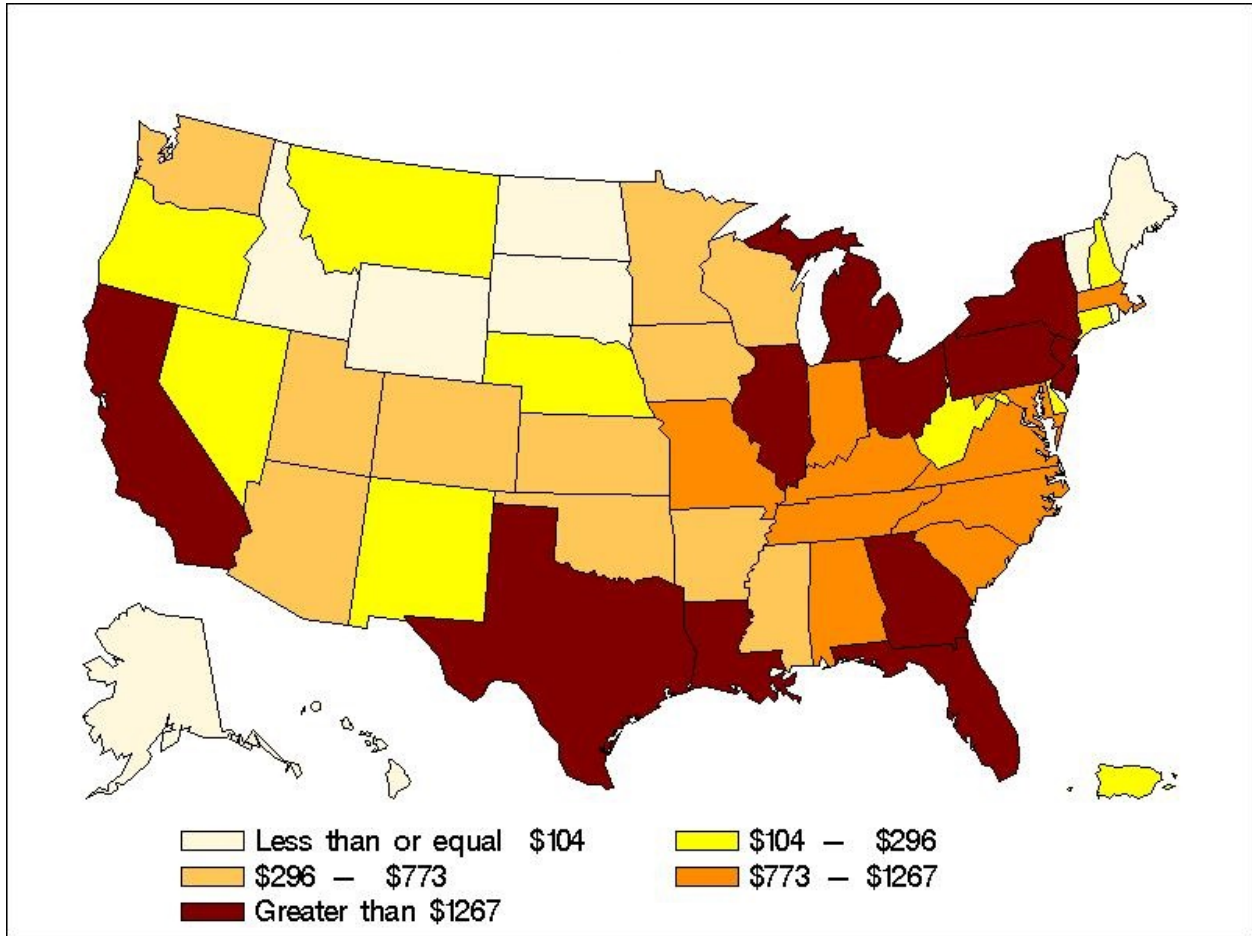 Less than or equal $104
$104 – $296
$296 – $773
$773 – $1267
Greater than $1267